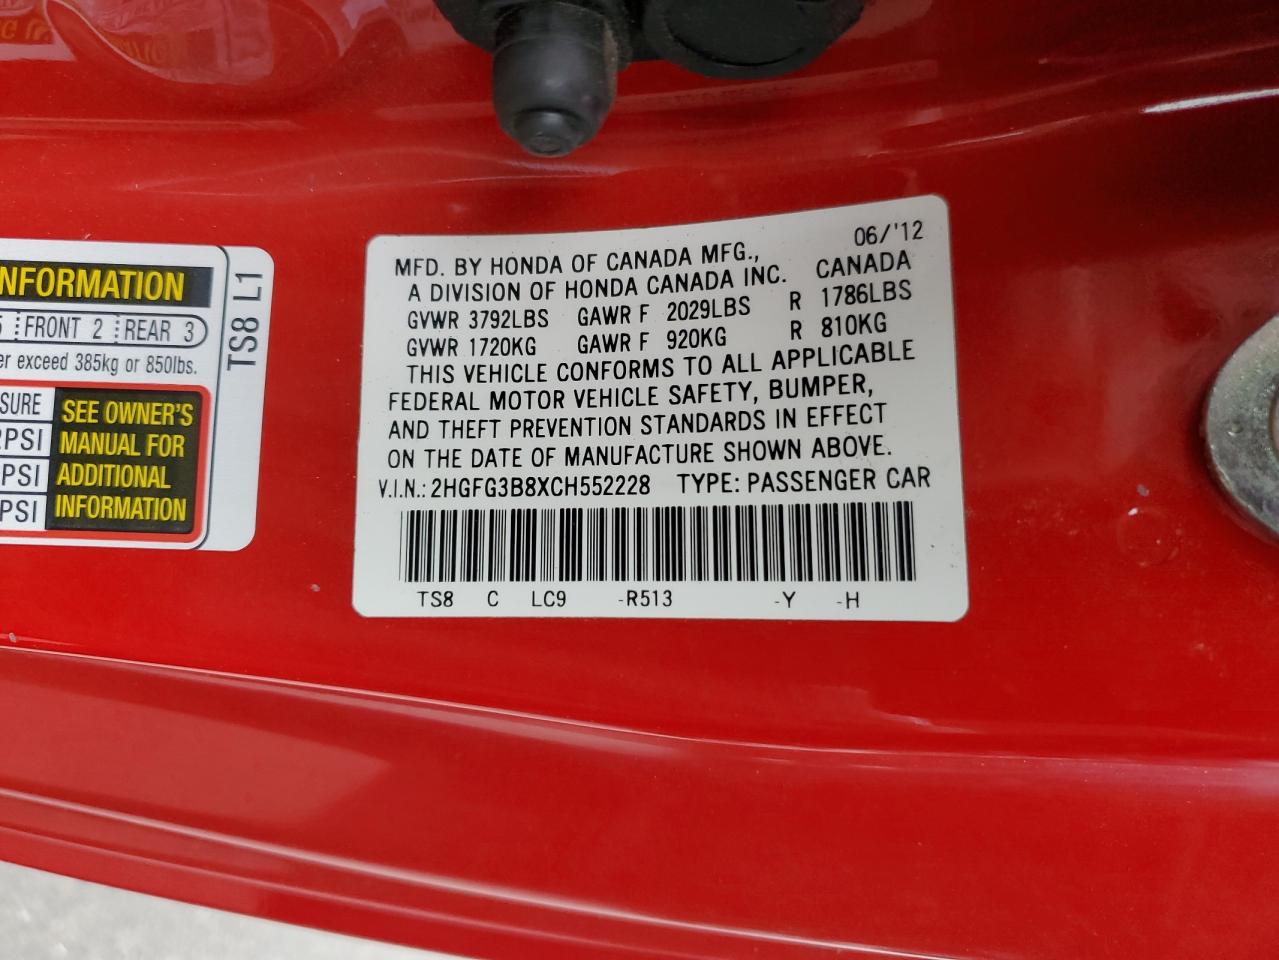 NFORMATION
FRONT 2 REAR 3
er exceed 385kg or 850lbs.
SURE
PSI
PSI
PSI
SEE OWNER'S
MANUAL FOR
ADDITIONAL
INFORMATION
TS8 L1
MFD. BY HONDA OF CANADA MFG., 06/'12
A DIVISION OF HONDA CANADA INC. CANADA
GVWR 3792LBS GAWR F 2029LBS R 1786LBS
GVWR 1720KG GAWR F 920KG R 810KG
THIS VEHICLE CONFORMS TO ALL APPLICABLE
FEDERAL MOTOR VEHICLE SAFETY, BUMPER,
AND THEFT PREVENTION STANDARDS IN EFFECT
ON THE DATE OF MANUFACTURE SHOWN ABOVE.
V.I.N.: 2HGFG3B8XCH552228 TYPE: PASSENGER CAR
TS8 C LC9 -R513 -Y -H